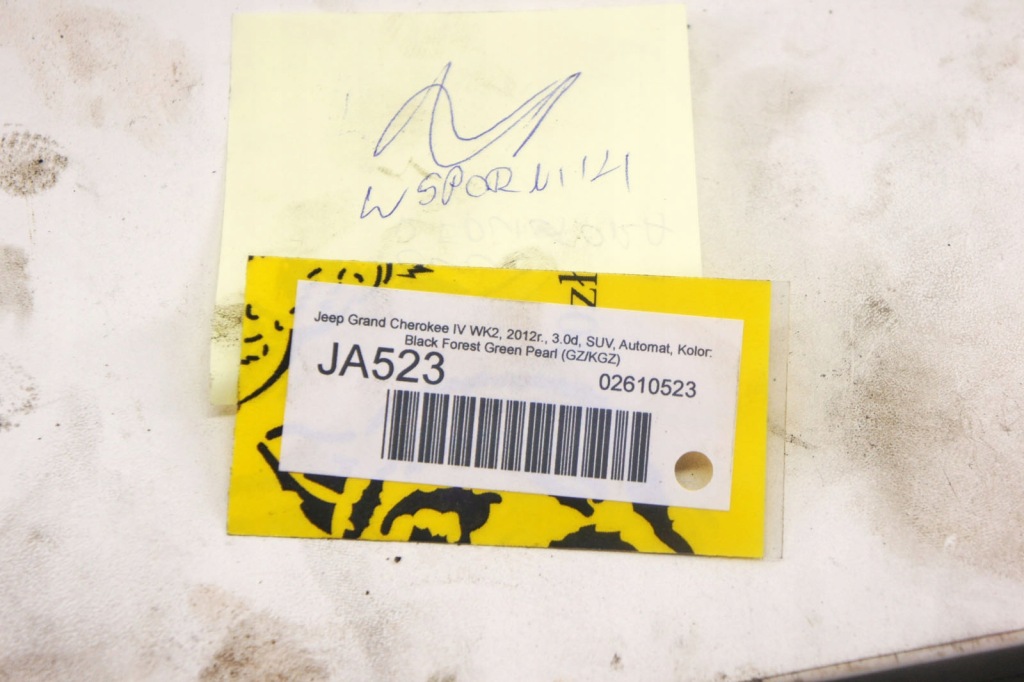 WSPORNIK
zł
Jeep Grand Cherokee IV WK2, 2012r., 3.0d, SUV, Automat, Kolor:
Black Forest Green Pearl (GZ/KGZ)
JA523
02610523